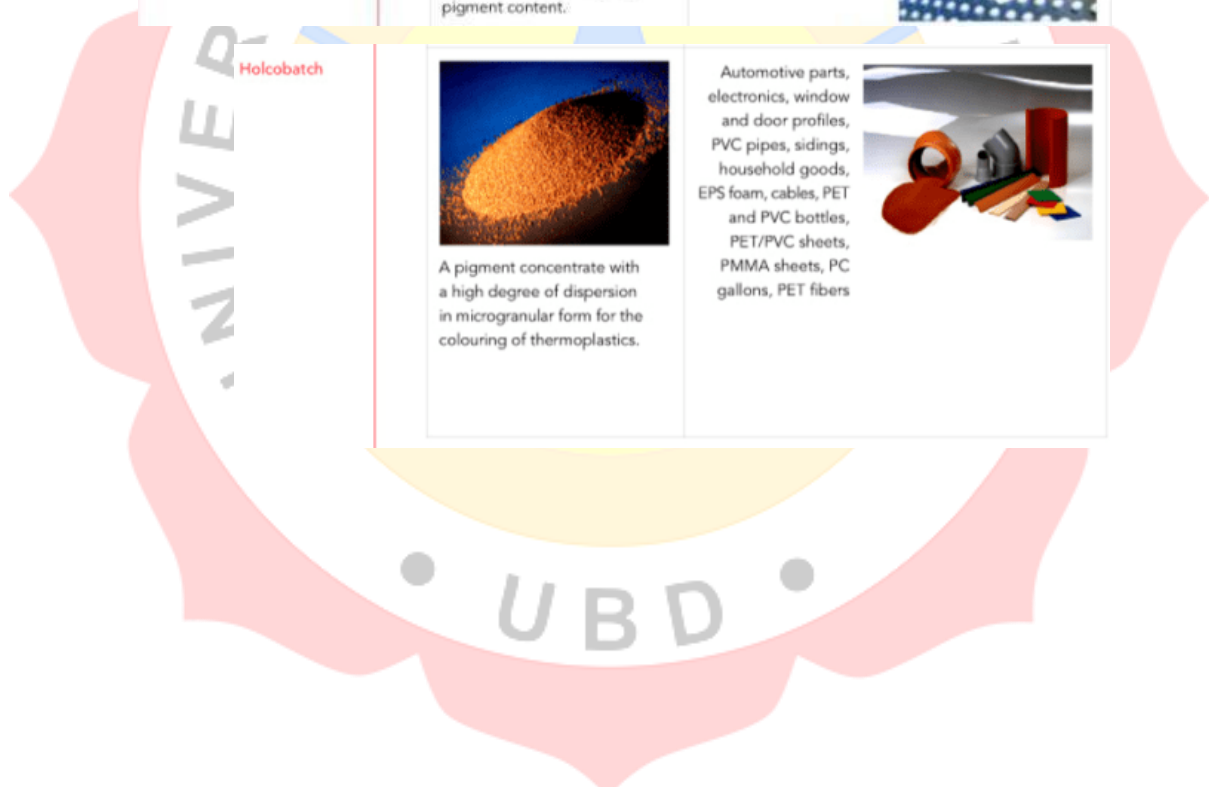 pigment content.
Holcobatch
A pigment concentrate with
a high degree of dispersion
in microgranular form for the
colouring of thermoplastics.
Automotive parts,
electronics, window
and door profiles,
PVC pipes, sidings,
household goods,
EPS foam, cables, PET
and PVC bottles,
PET/PVC sheets,
PMMA sheets, PC
gallons, PET fibers
• UBD •